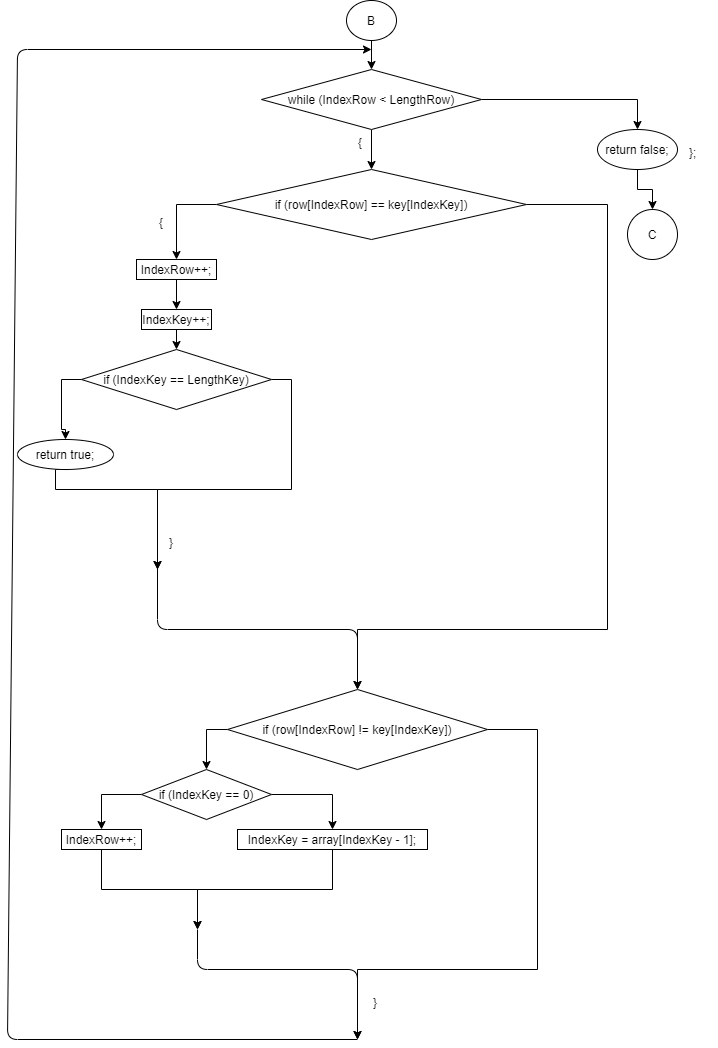 B
while (IndexRow < LengthRow)
{
return false;
};
if (row[IndexRow] == key[IndexKey])
{
C
IndexRow++;
IndexKey++;
if (IndexKey == LengthKey)
return true;
}
if (row[IndexRow] != key[IndexKey])
if (IndexKey == 0)
IndexRow++;
IndexKey = array[IndexKey - 1];
}